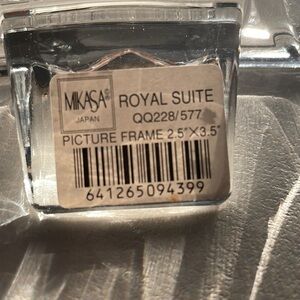 MIKASA
JAPAN
ROYAL SUITE
QQ228/577
PICTURE FRAME 2.5"X3.5"
641265094399